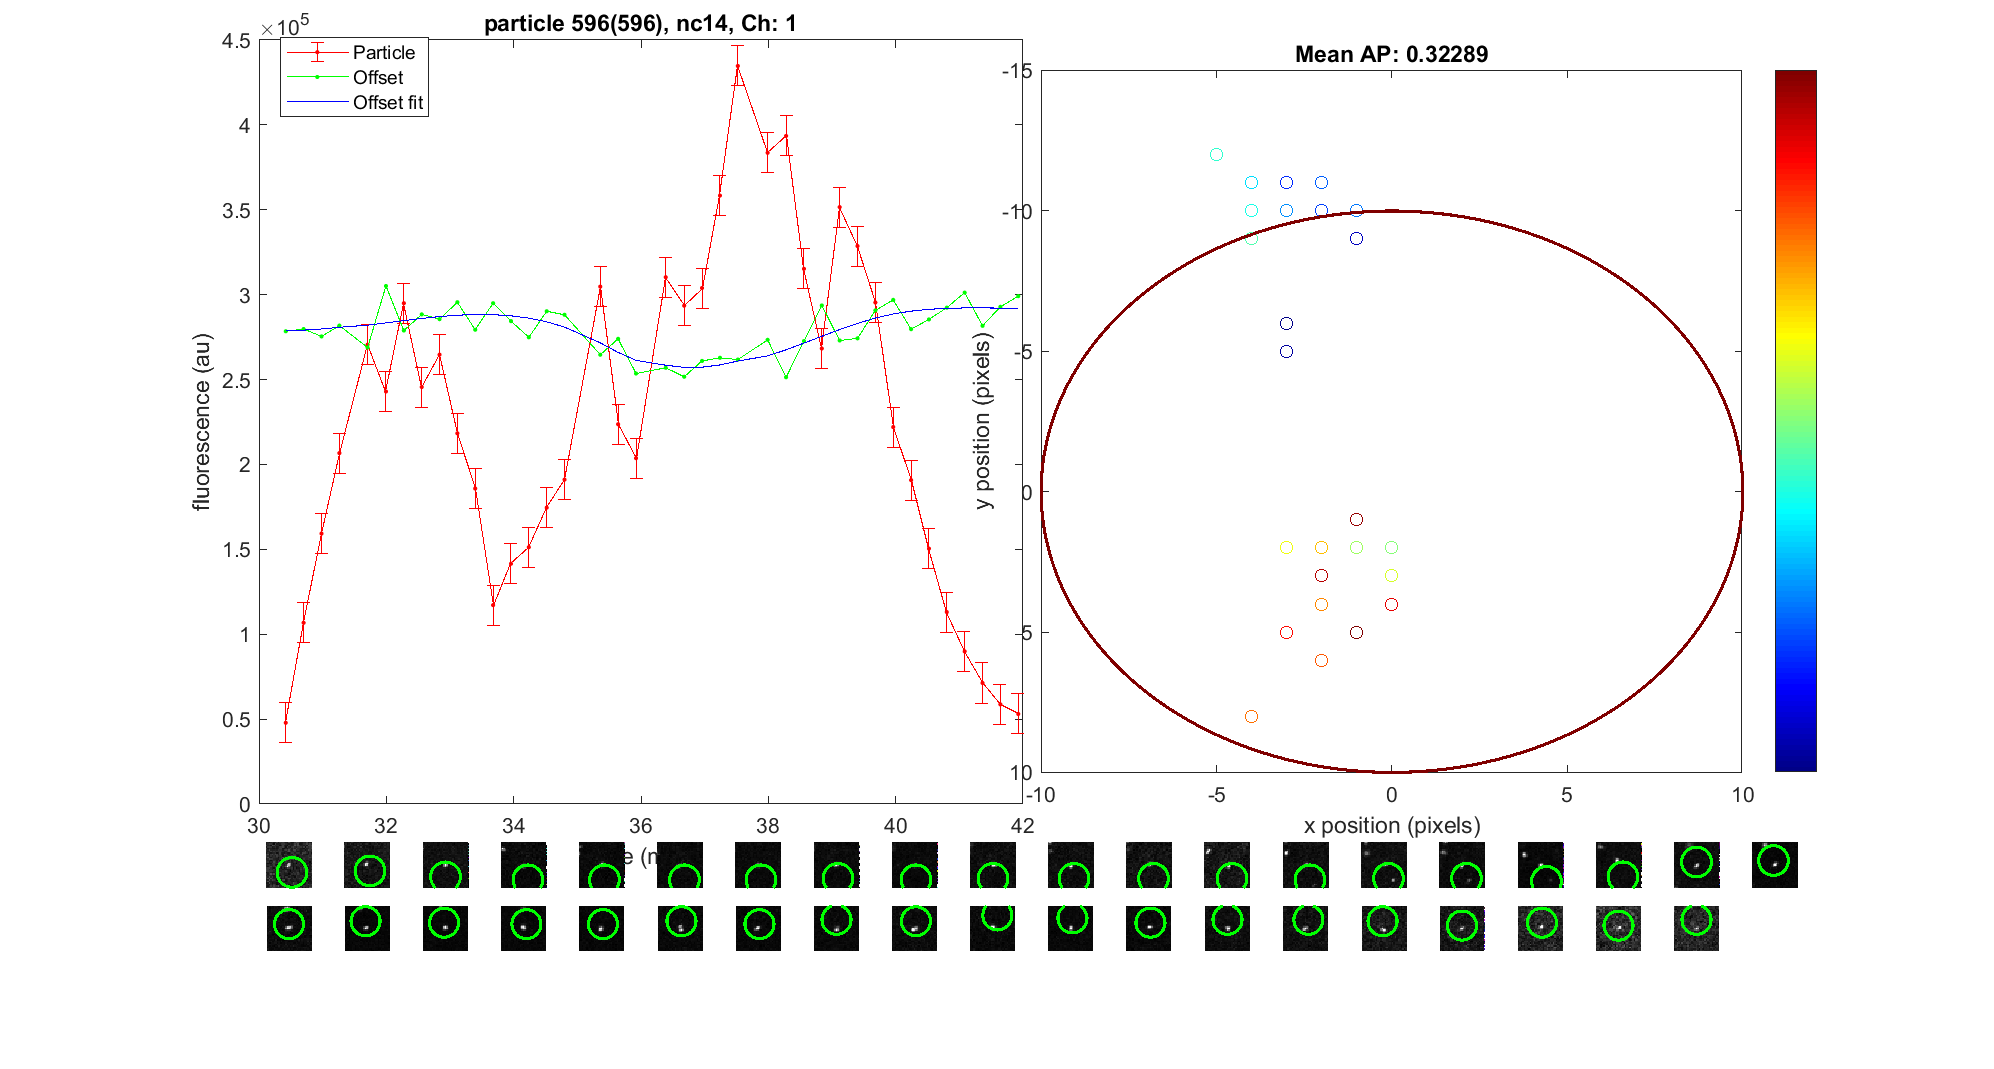 particle 596(596), nc14, Ch: 1
×10⁵
Particle
Offset
Offset fit
4.5
4
3.5
3
2.5
2
1.5
1
0.5
0
fluorescence (au)
30 32 34 36 38 40 42
Mean AP: 0.32289
-15
-10
-5
0
5
10
y position (pixels)
-10 -5 0 5 10
x position (pixels)